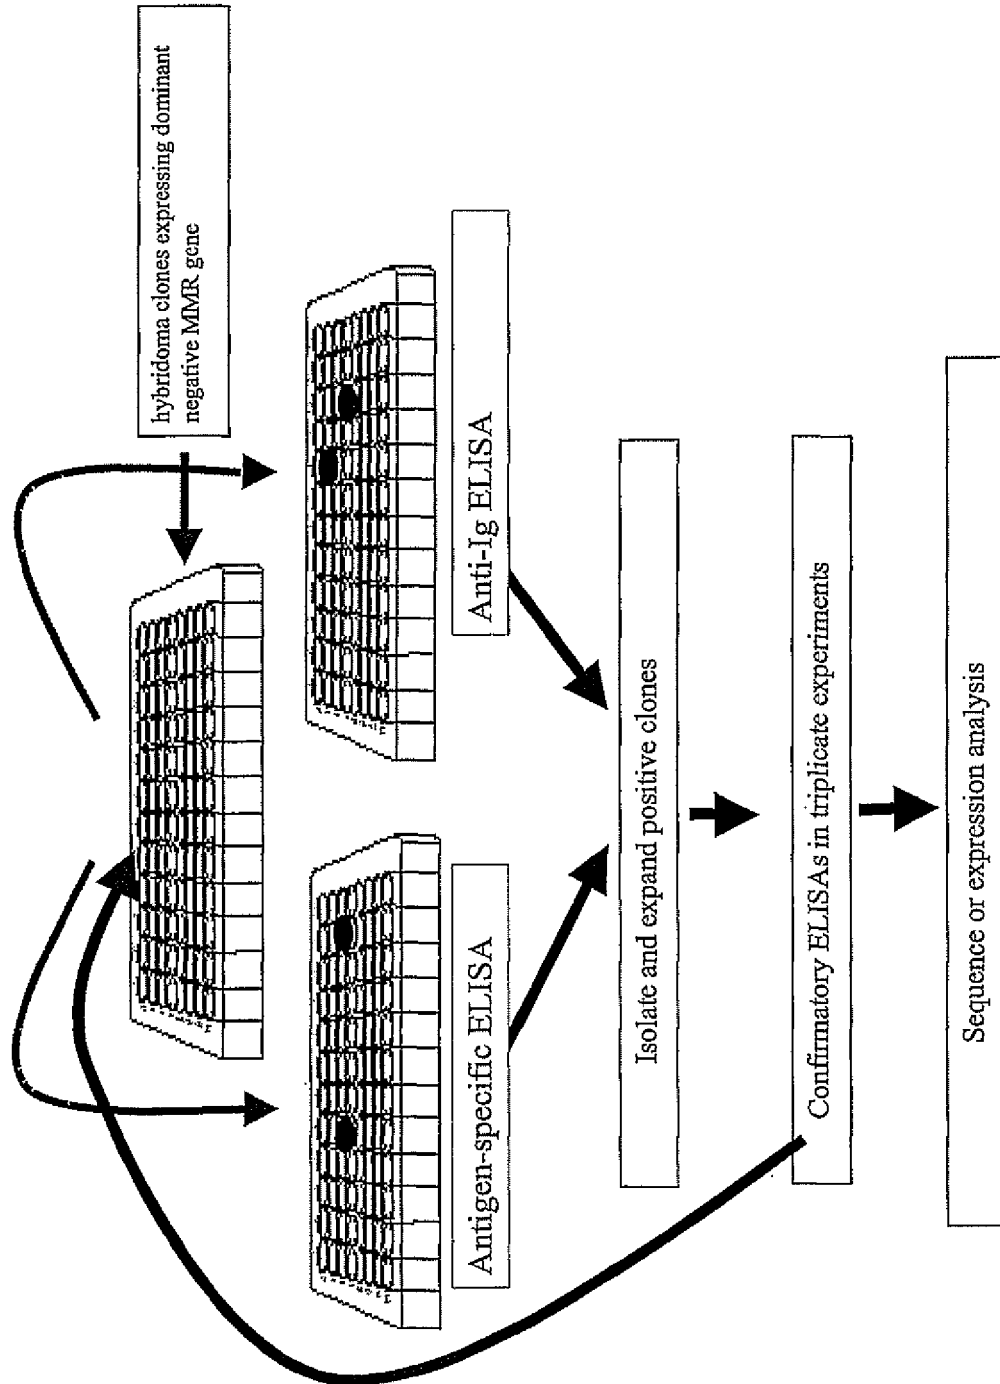 hybridoma clones expressing dominant
negative MMR gene
Antigen-specific ELISA
Anti-Ig ELISA
Isolate and expand positive clones
Confirmatory ELISAs in triplicate experiments
Sequence or expression analysis